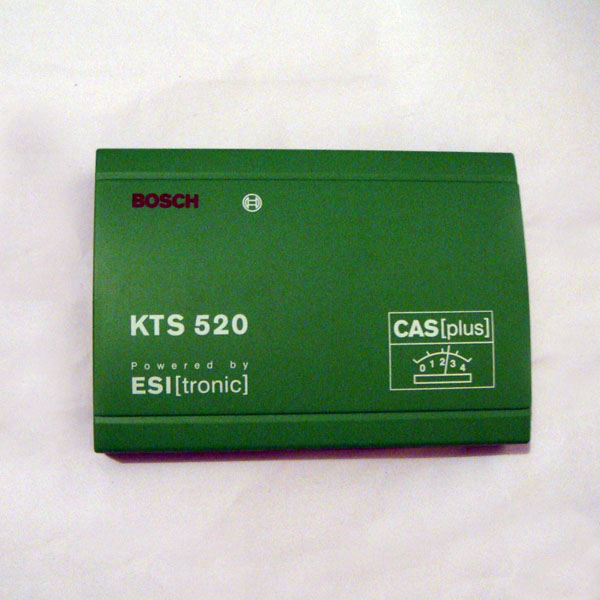 BOSCH
KTS 520
Powered by
ESI[tronic]
CAS[plus]
0 1 2 3 4